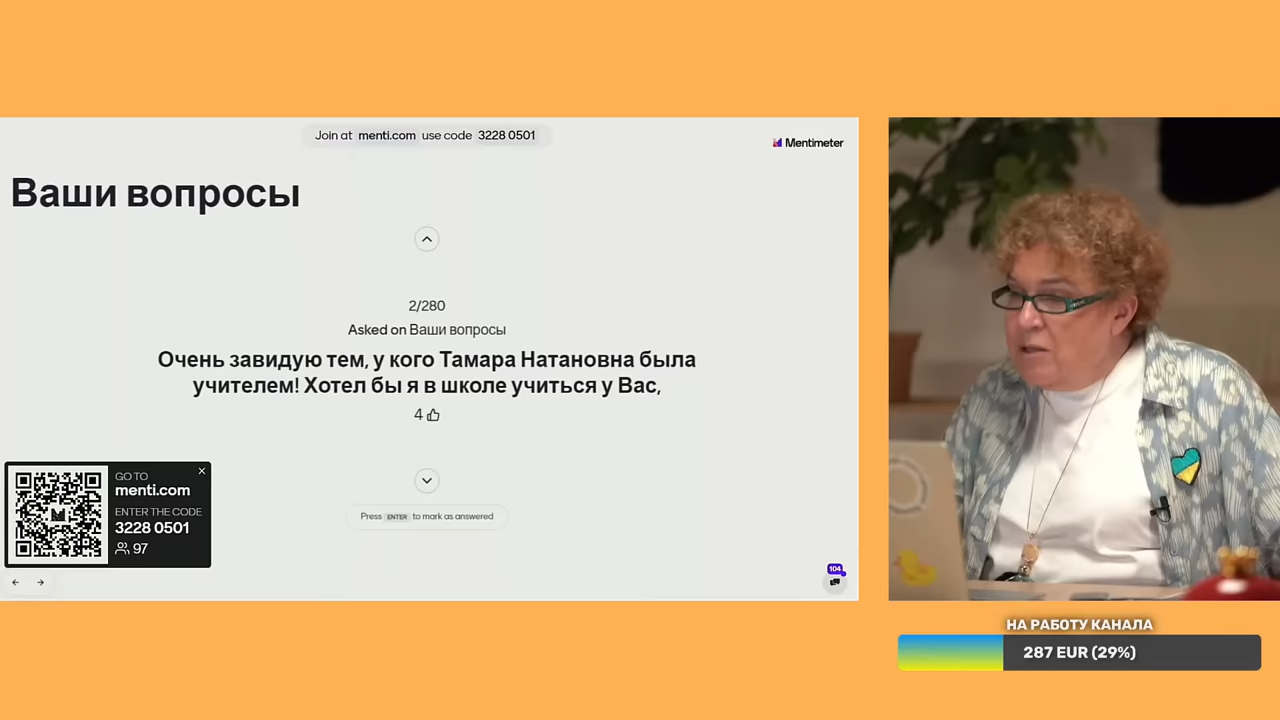 Join at menti.com use code 3228 0501
Mentimeter
Ваши вопросы
2/280
Asked on Ваши вопросы
Очень завидую тем, у кого Тамара Натановна была
учителем! Хотел бы я в школе учиться у Вас,
4
Press ENTER to mark as answered
GO TO
menti.com
ENTER THE CODE
3228 0501
97
104
НА РАБОТУ КАНАЛА
287 EUR (29%)